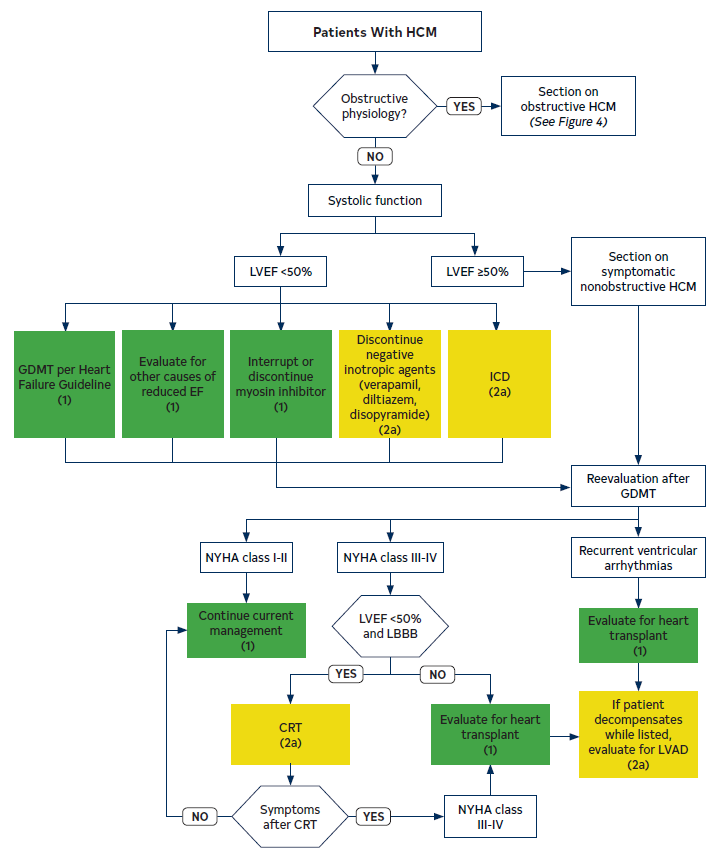 Patients With HCM
Obstructive
physiology?
YES
Section on
obstructive HCM
(See Figure 4)
NO
Systolic function
LVEF <50%
LVEF ≥50%
Section on
symptomatic
nonobstructive HCM
GDMT per Heart
Failure Guideline
(1)
Evaluate for
other causes of
reduced EF
(1)
Interrupt or
discontinue
myosin inhibitor
(1)
Discontinue
negative
inotropic agents
(verapamil,
diltiazem,
disopyramide)
(2a)
ICD
(2a)
Reevaluation after
GDMT
NYHA class I-II
NYHA class III-IV
Recurrent ventricular
arrhythmias
Continue current
management
(1)
LVEF <50%
and LBBB
Evaluate for heart
transplant
(1)
YES
NO
CRT
(2a)
Evaluate for heart
transplant
(1)
If patient
decompensates
while listed,
evaluate for LVAD
(2a)
NO
Symptoms
after CRT
YES
NYHA class
III-IV